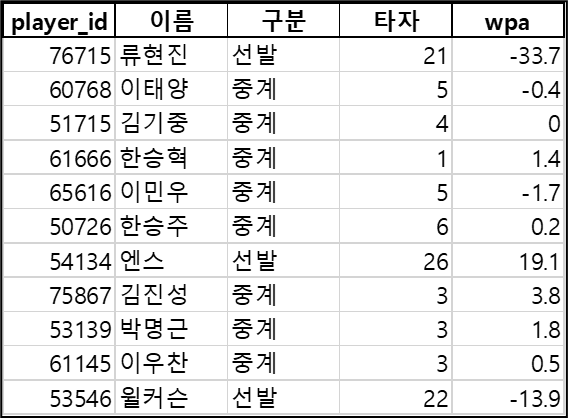 player_id 이름 구분 타자 wpa
76715 류현진 선발 21 -33.7
60768 이태양 중계 5 -0.4
51715 김기중 중계 4 0
61666 한승혁 중계 1 1.4
65616 이민우 중계 5 -1.7
50726 한승주 중계 6 0.2
54134 엔스 선발 26 19.1
75867 김진성 중계 3 3.8
53139 박명근 중계 3 1.8
61145 이우찬 중계 3 0.5
53546 윌커슨 선발 22 -13.9